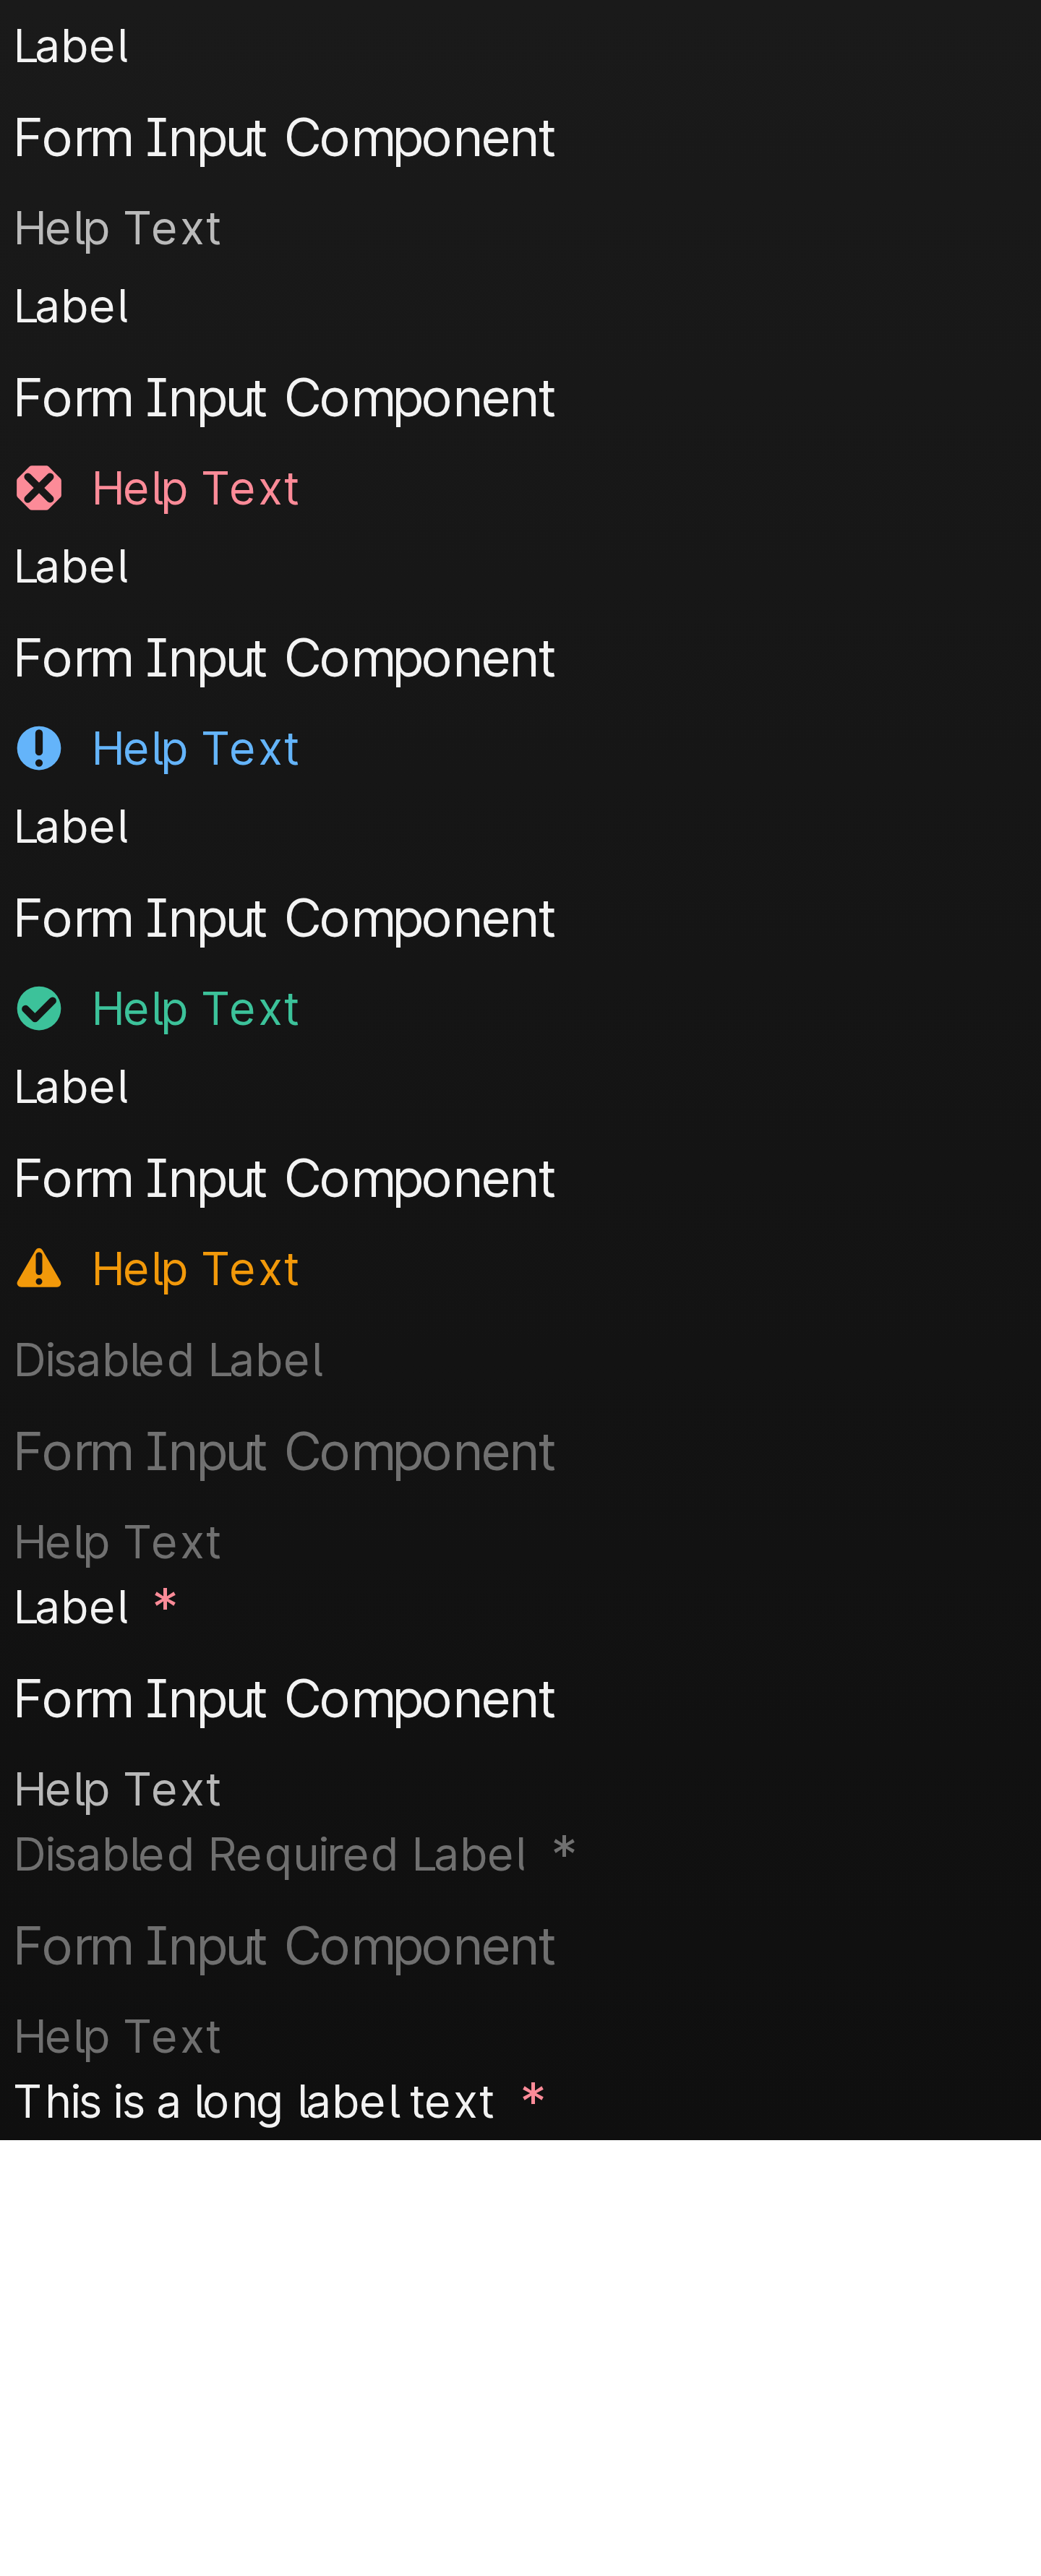 Label
Form Input Component
Help Text
Label
Form Input Component
Help Text
Label
Form Input Component
Help Text
Label
Form Input Component
Help Text
Label
Form Input Component
Help Text
Disabled Label
Form Input Component
Help Text
Label *
Form Input Component
Help Text
Disabled Required Label *
Form Input Component
Help Text
This is a long label text *